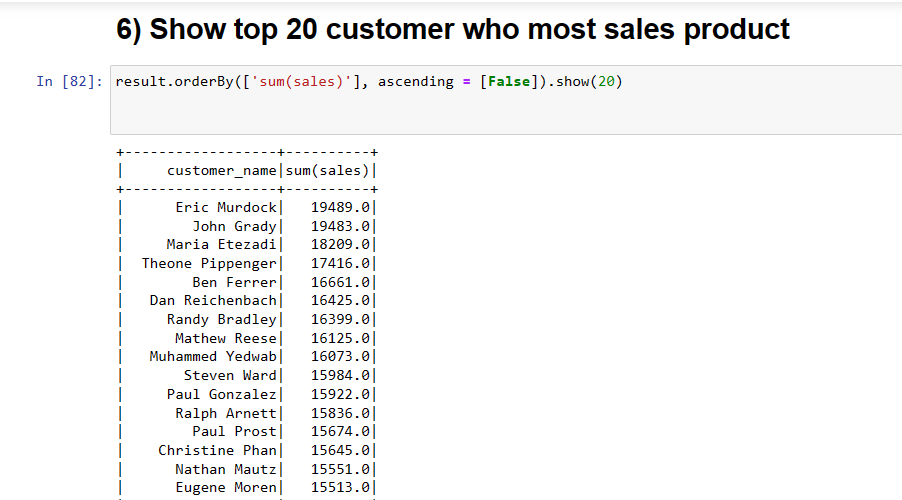 6) Show top 20 customer who most sales product
In [82]: result.orderBy(['sum(sales)'], ascending = [False]).show(20)
+------------------+----------+
|     customer_name|sum(sales)|
+------------------+----------+
|      Eric Murdock|   19489.0|
|        John Grady|   19483.0|
|     Maria Etezadi|   18209.0|
|  Theone Pippenger|   17416.0|
|        Ben Ferrer|   16661.0|
|   Dan Reichenbach|   16425.0|
|     Randy Bradley|   16399.0|
|      Mathew Reese|   16125.0|
|   Muhammed Yedwab|   16073.0|
|       Steven Ward|   15984.0|
|     Paul Gonzalez|   15922.0|
|      Ralph Arnett|   15836.0|
|        Paul Prost|   15674.0|
|    Christine Phan|   15645.0|
|      Nathan Mautz|   15551.0|
|      Eugene Moren|   15513.0|